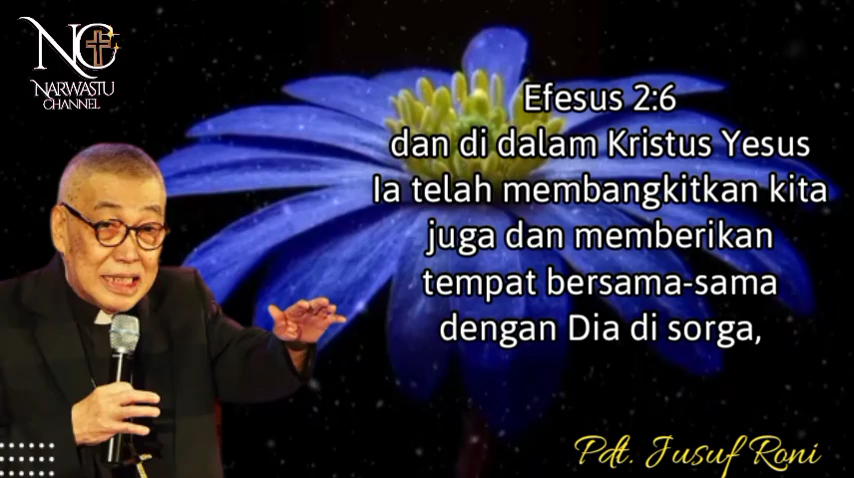 NC
NARWASTU
CHANNEL
Efesus 2:6
dan di dalam Kristus Yesus
Ia telah membangkitkan kita
juga dan memberikan
tempat bersama-sama
dengan Dia di sorga,
Pdt. Jusuf Roni